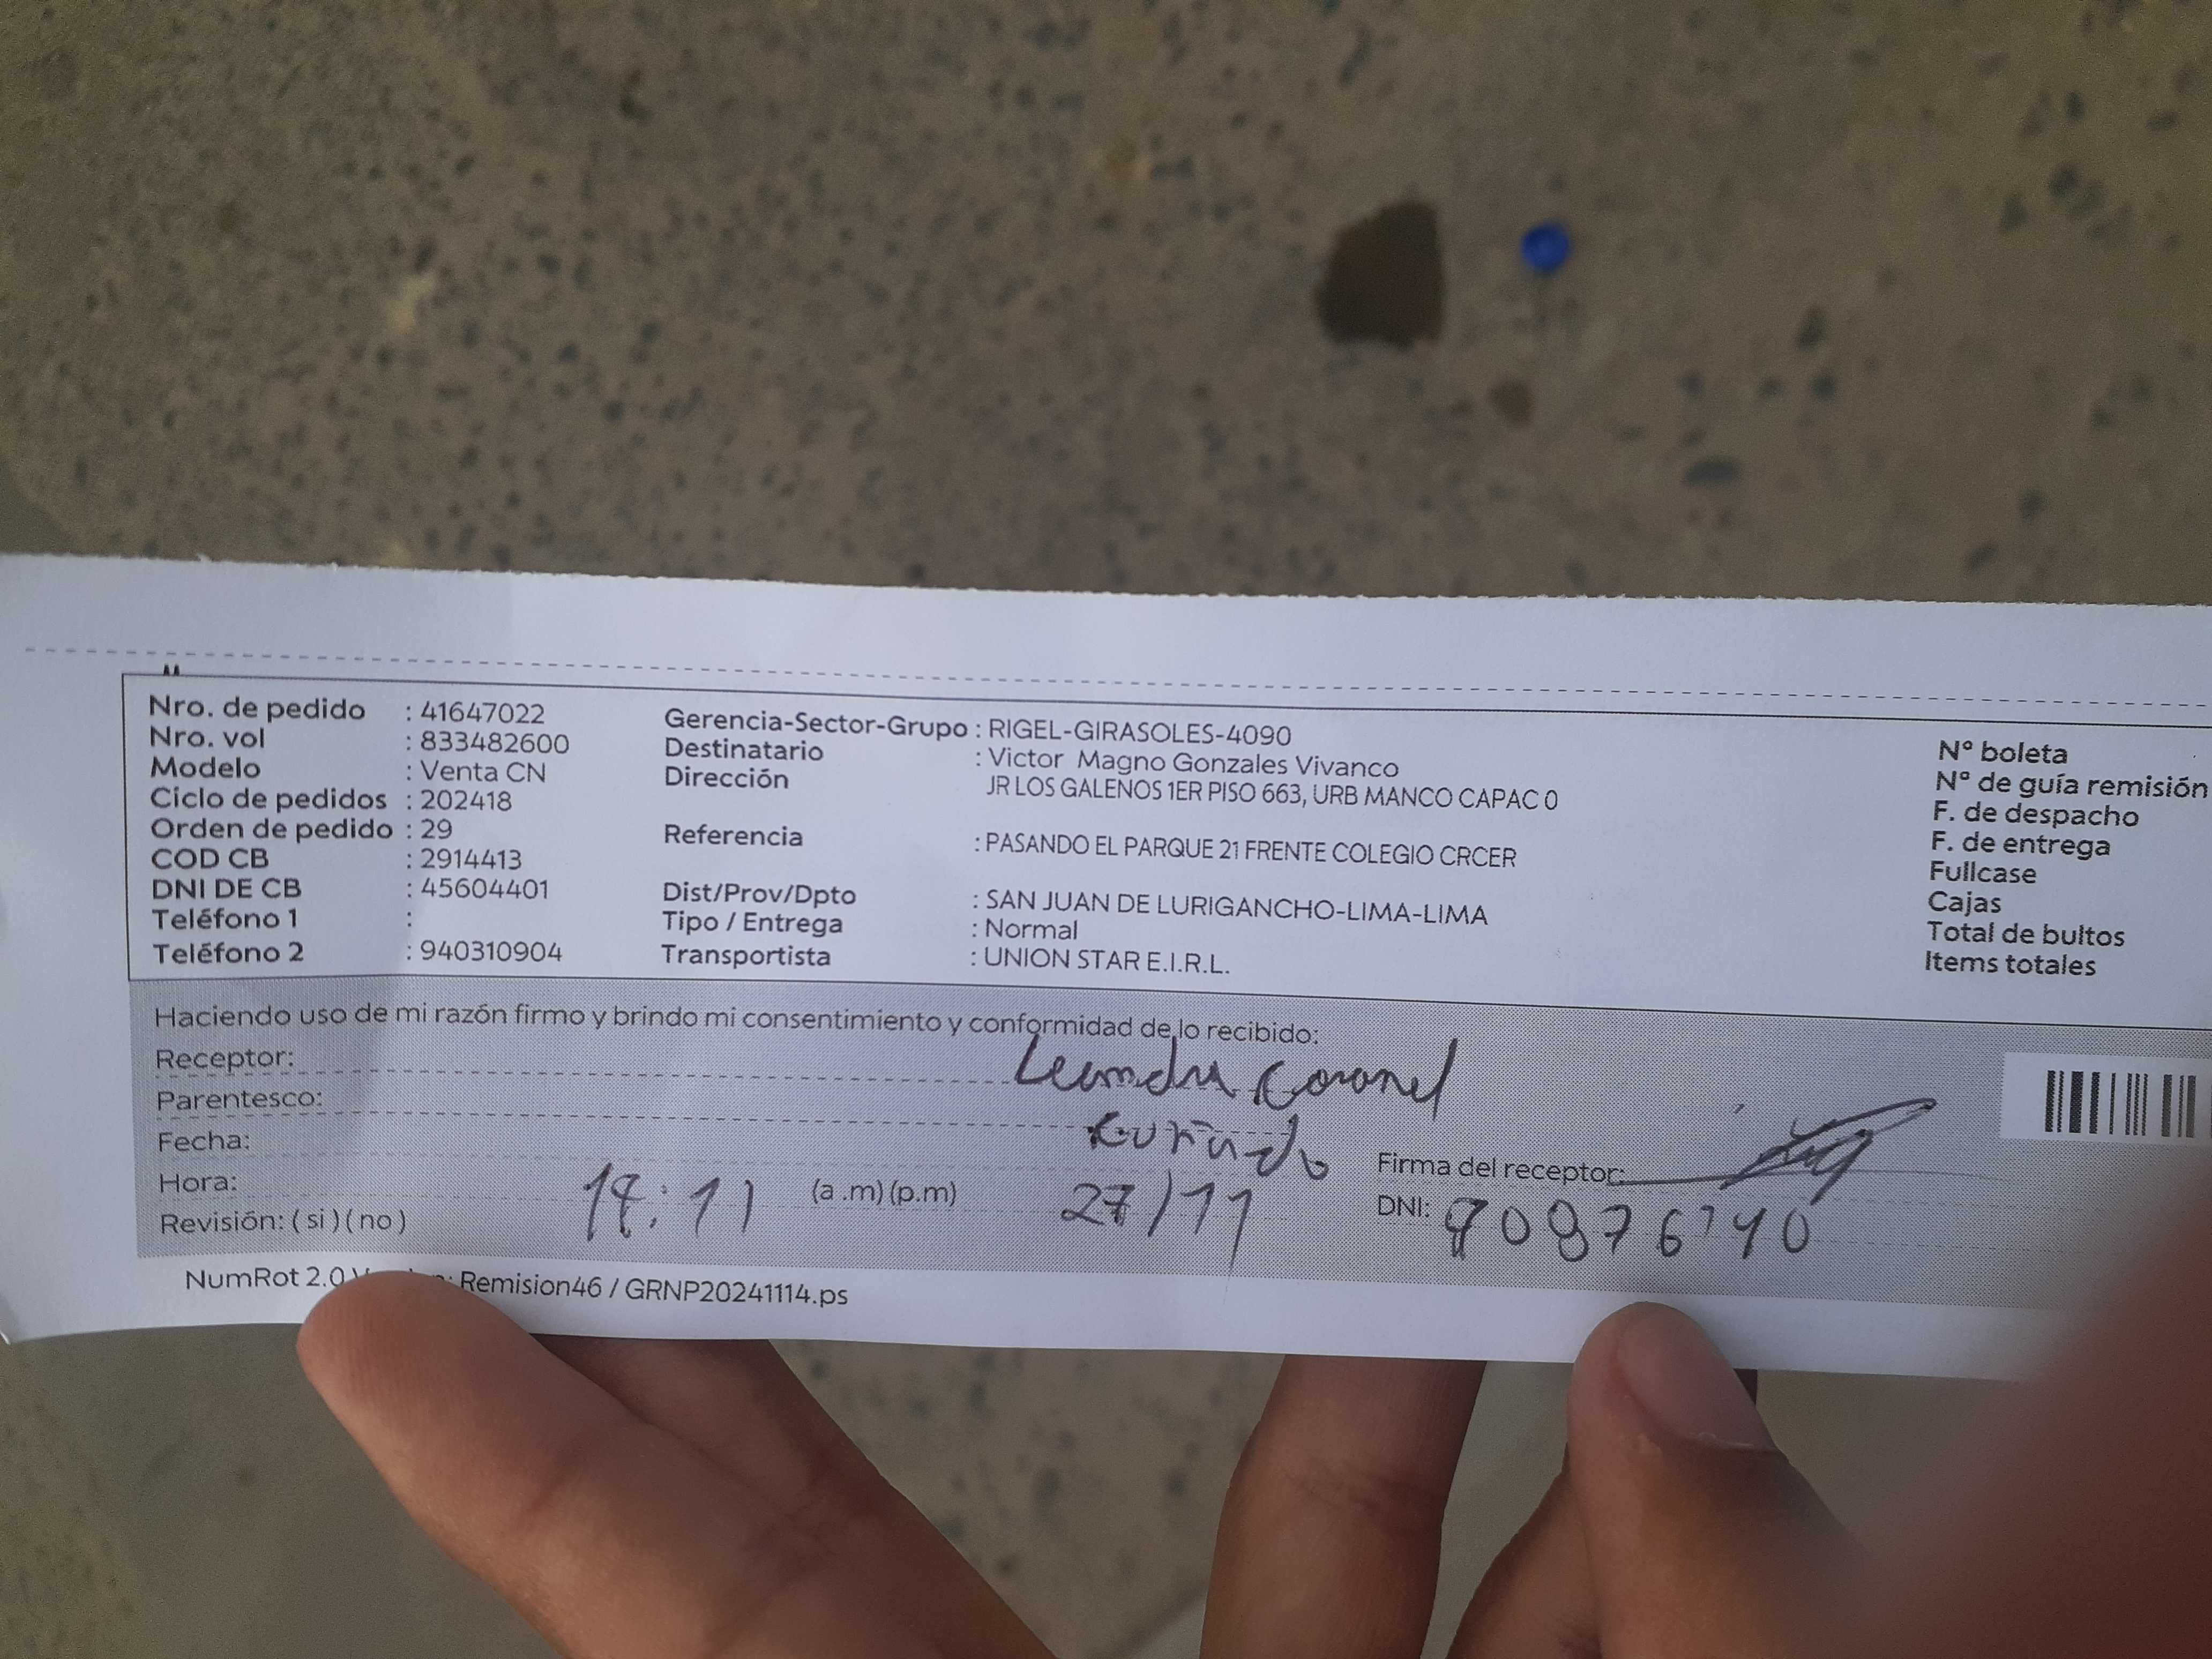 Nro. de pedido : 41647022
Nro. vol : 833482600
Modelo : Venta CN
Ciclo de pedidos : 202418
Orden de pedido : 29
COD CB : 2914413
DNI DE CB : 45604401
Teléfono 1 :
Teléfono 2 : 940310904
Gerencia-Sector-Grupo : RIGEL-GIRASOLES-4090
Destinatario : Victor Magno Gonzales Vivanco
Dirección JR LOS GALENOS 1ER PISO 663, URB MANCO CAPAC 0
Referencia : PASANDO EL PARQUE 21 FRENTE COLEGIO CRCER
Dist/Prov/Dpto : SAN JUAN DE LURIGANCHO-LIMA-LIMA
Tipo / Entrega : Normal
Transportista : UNION STAR E.I.R.L.
Nº boleta
Nº de guía remisión
F. de despacho
F. de entrega
Fullcase
Cajas
Total de bultos
Items totales
Haciendo uso de mi razón firmo y brindo mi consentimiento y conformidad de lo recibido:
Receptor: Coronel
Parentesco:
Fecha: 27/11
Hora: (a .m) (p.m)
Revisión: ( si ) ( no )
Firma del receptor:
DNI:
NumRot 2.0 Remision46 / GRNP20241114.ps